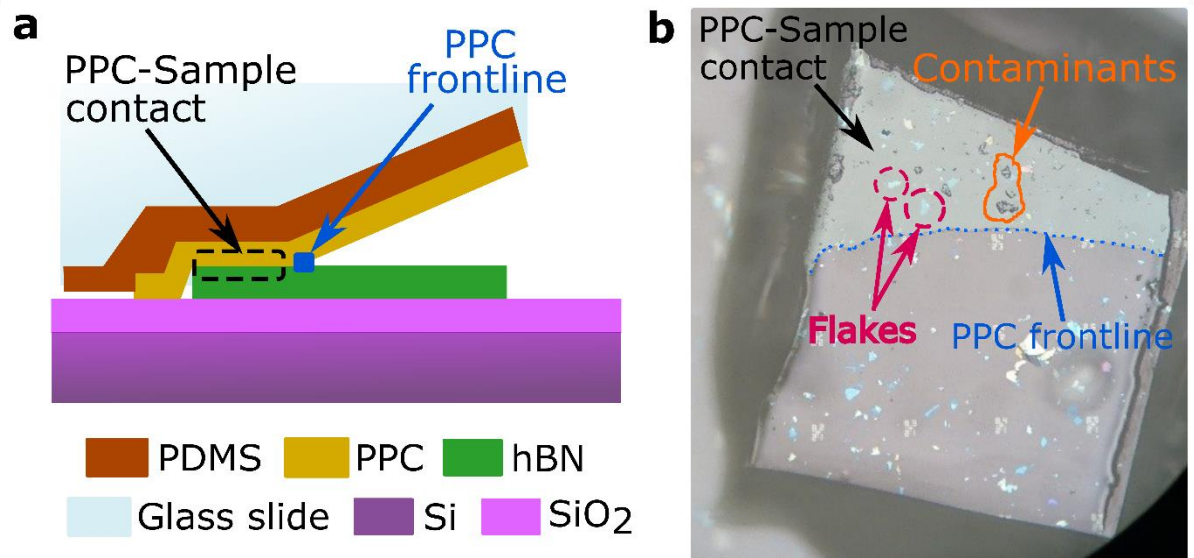 a
PPC-Sample
contact
PPC
frontline
PDMS
PPC
hBN
Glass slide
Si
SiO₂
b
PPC-Sample
contact
Contaminants
Flakes
PPC frontline